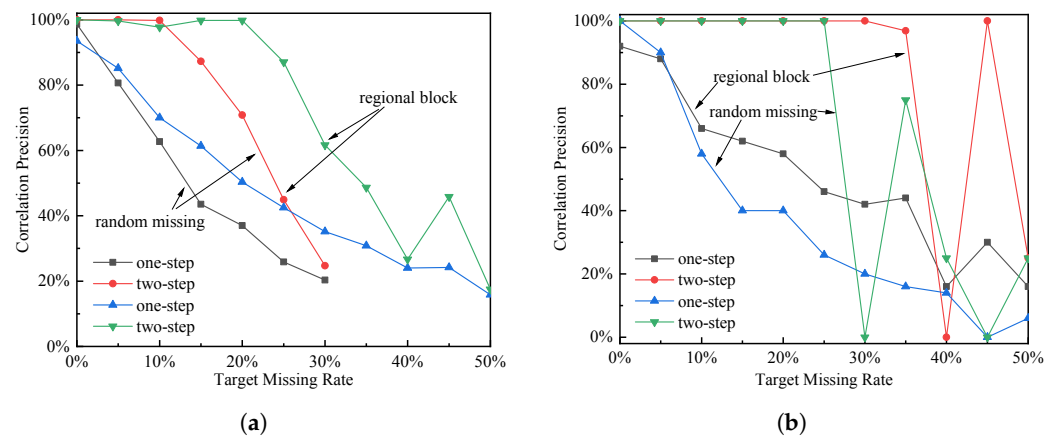 100%
80%
60%
40%
20%
0%
Correlation Precision
regional block
random missing
one-step
two-step
one-step
two-step
0%
10%
20%
30%
40%
50%
Target Missing Rate
(a)
100%
80%
60%
40%
20%
0%
Correlation Precision
regional block
random missing
one-step
two-step
one-step
two-step
0%
10%
20%
30%
40%
50%
Target Missing Rate
(b)